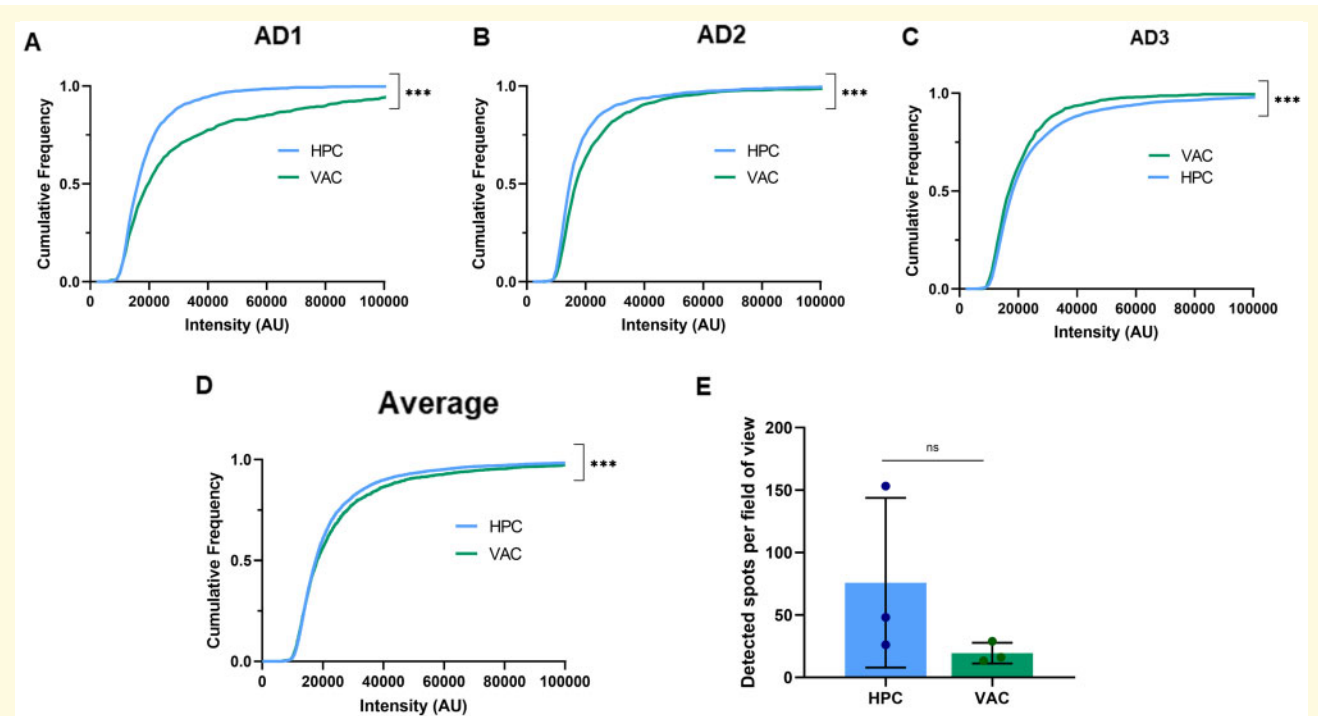 A
AD1
B
AD2
C
AD3
Cumulative Frequency
1.0
0.5
0.0
0
20000
40000
60000
80000
100000
Intensity (AU)
HPC
VAC
***
Cumulative Frequency
1.0
0.5
0.0
0
20000
40000
60000
80000
100000
Intensity (AU)
HPC
VAC
***
Cumulative Frequency
1.0
0.5
0.0
0
20000
40000
60000
80000
100000
Intensity (AU)
VAC
HPC
***
D
Average
Cumulative Frequency
1.0
0.5
0.0
0
20000
40000
60000
80000
100000
Intensity (AU)
HPC
VAC
***
E
Detected spots per field of view
200
150
100
50
0
ns
HPC
VAC